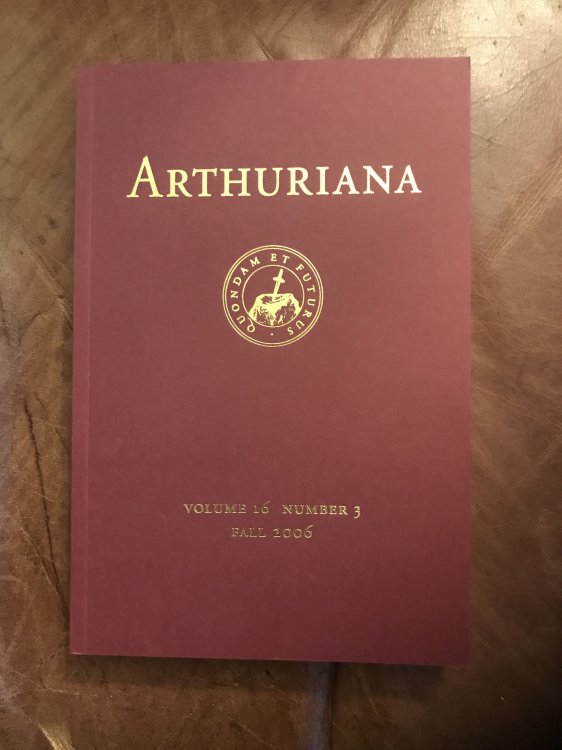 ARTHURIANA
QUONDAM ET FUTURUS ·
VOLUME 16 NUMBER 3
FALL 2006